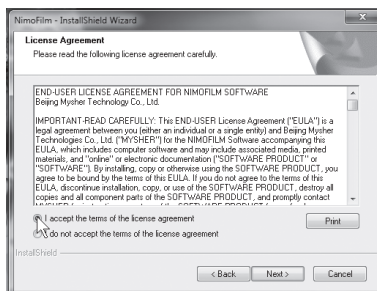 NimoFilm - InstallShield Wizard
License Agreement
Please read the following license agreement carefully.
END-USER LICENSE AGREEMENT FOR NIMOFILM SOFTWARE
Beijing Mysher Technology Co., Ltd.
IMPORTANT-READ CAREFULLY: This END-USER License Agreement ("EULA") is a
legal agreement between you (either an individual or a single entity) and Beijing Mysher
Technologies Co., Ltd. ("MYSHER") for the NIMOFILM Software accompanying this
EULA, which includes computer software and may include associated media, printed
materials, and "online" or electronic documentation ("SOFTWARE PRODUCT" or
"SOFTWARE"). By installing, copy or otherwise using the SOFTWARE PRODUCT, you
agree to be bound by the terms of this EULA. If you do not agree to the terms of this
EULA, discontinue installation, copy, or use of the SOFTWARE PRODUCT, destroy all
copies and all component parts of the SOFTWARE PRODUCT, and promptly contact
I accept the terms of the license agreement
Print
do not accept the terms of the license agreement
InstallShield
< Back
Next >
Cancel